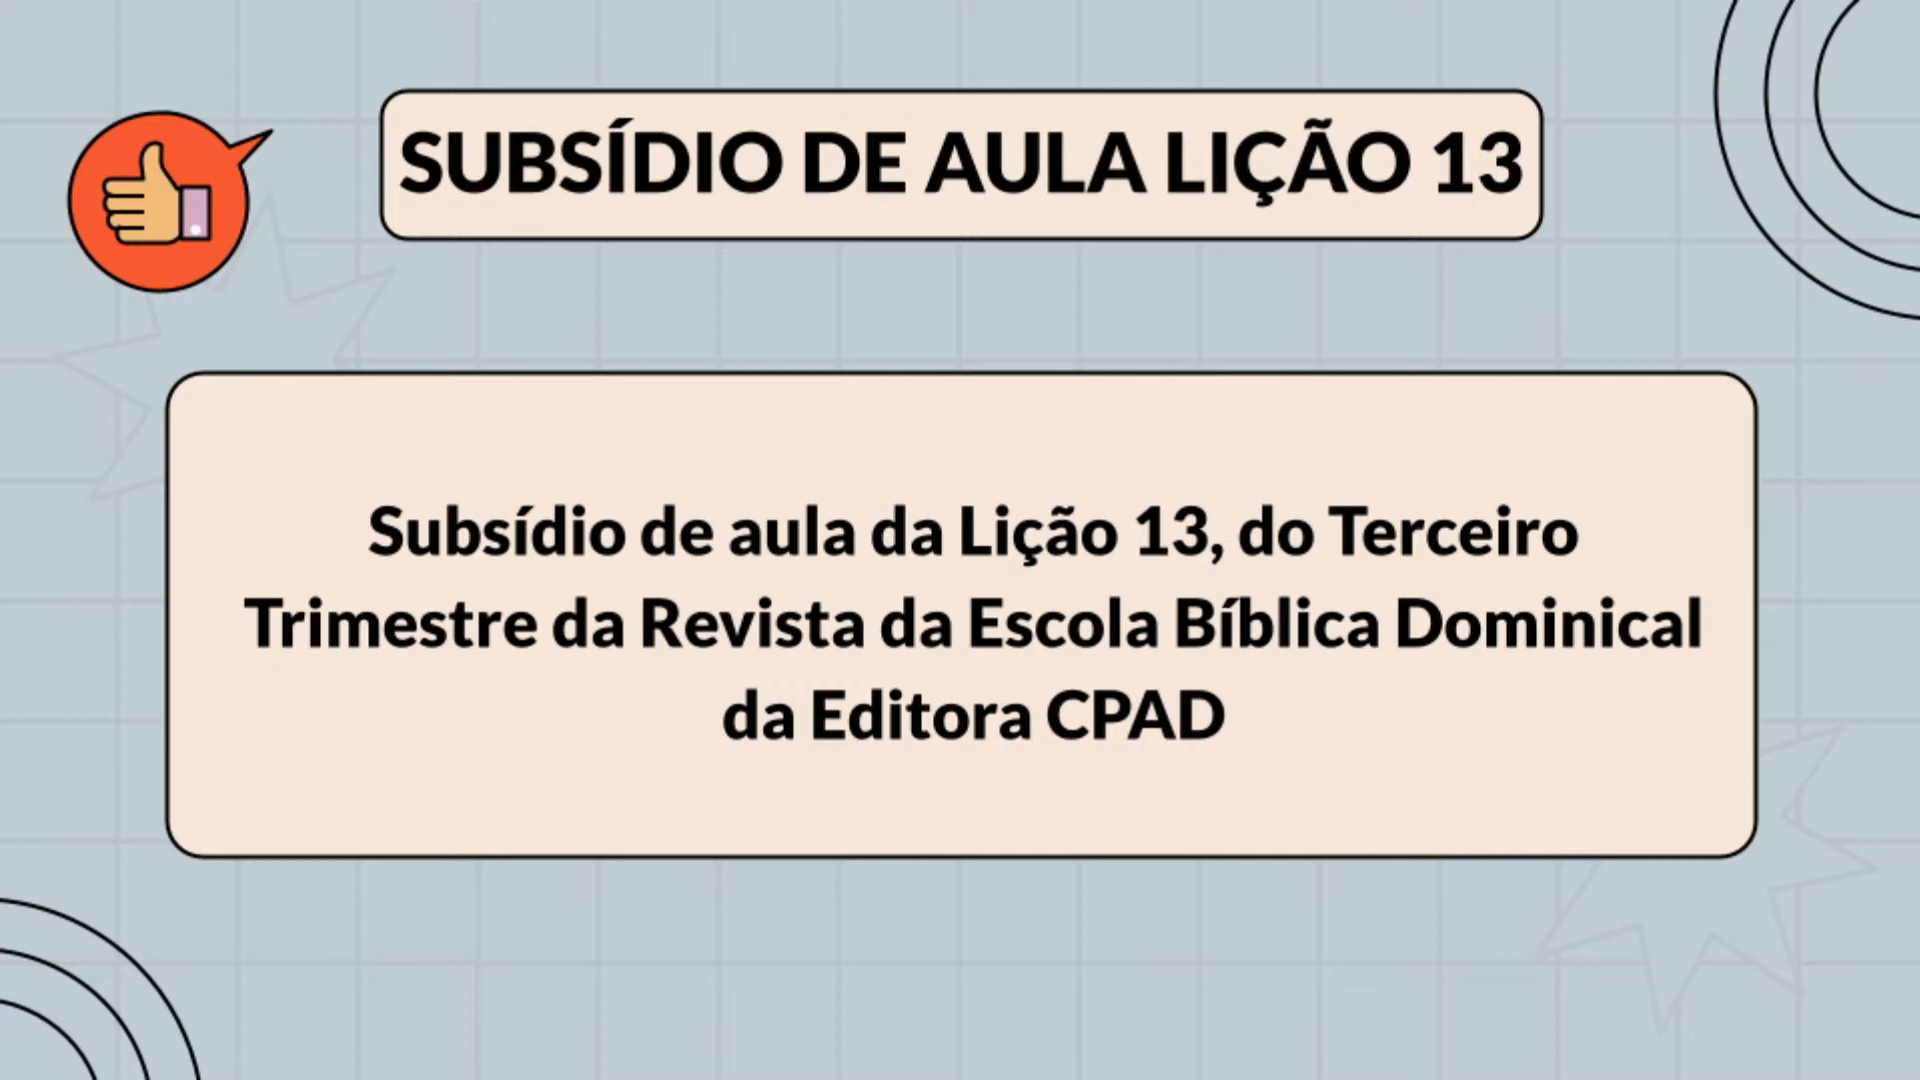 SUBSÍDIO DE AULA LIÇÃO 13
Subsídio de aula da Lição 13, do Terceiro
Trimestre da Revista da Escola Bíblica Dominical
da Editora CPAD